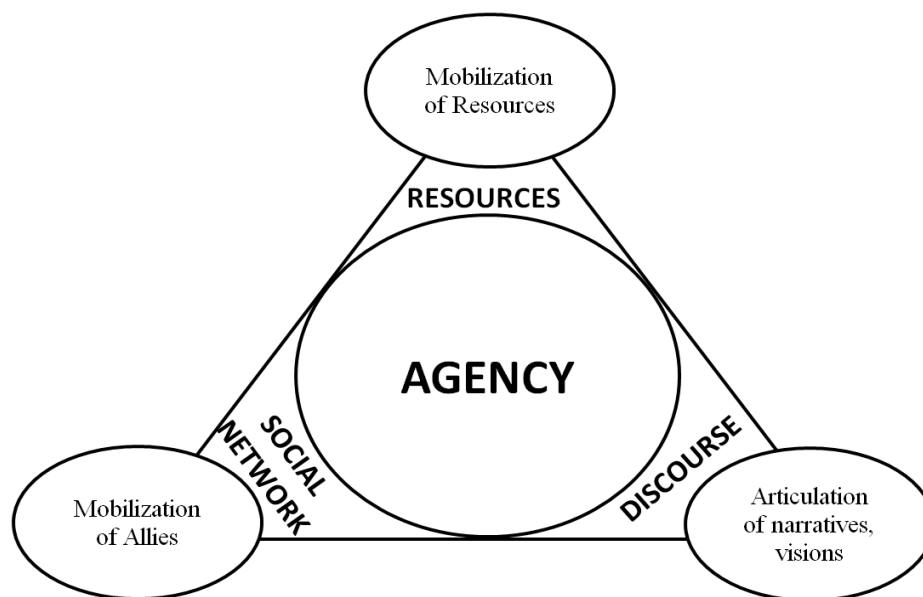 Mobilization
of Resources
RESOURCES
AGENCY
SOCIAL
NETWORK
DISCOURSE
Mobilization
of Allies
Articulation
of narratives,
visions